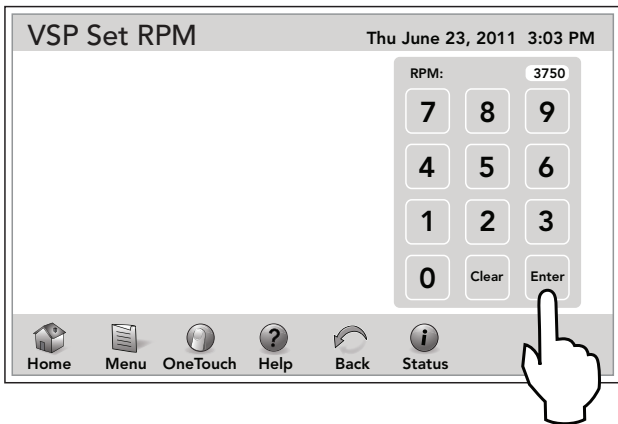 VSP Set RPM
Thu June 23, 2011 3:03 PM
RPM: 3750
7 8 9
4 5 6
1 2 3
0 Clear Enter
? i
Home Menu OneTouch Help Back Status